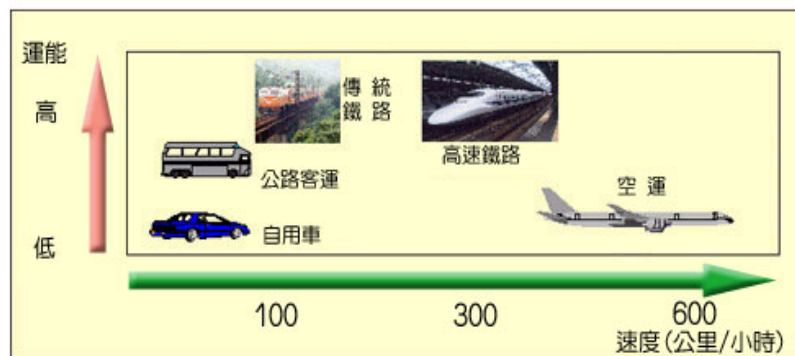 運能
高
低
傳統
鐵路
高速鐵路
公路客運
空運
自用車
100 300 600
速度(公里/小時)